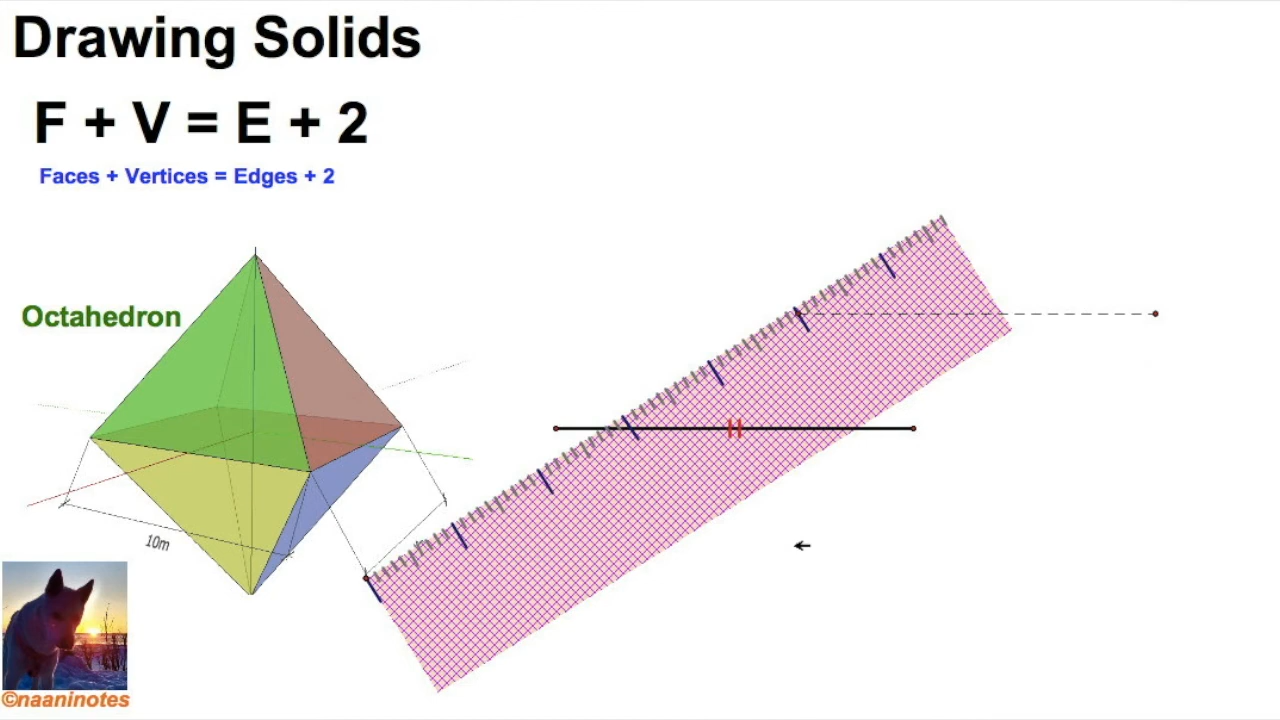 Drawing Solids
F + V = E + 2
Faces + Vertices = Edges + 2
Octahedron
10m
©naaninotes